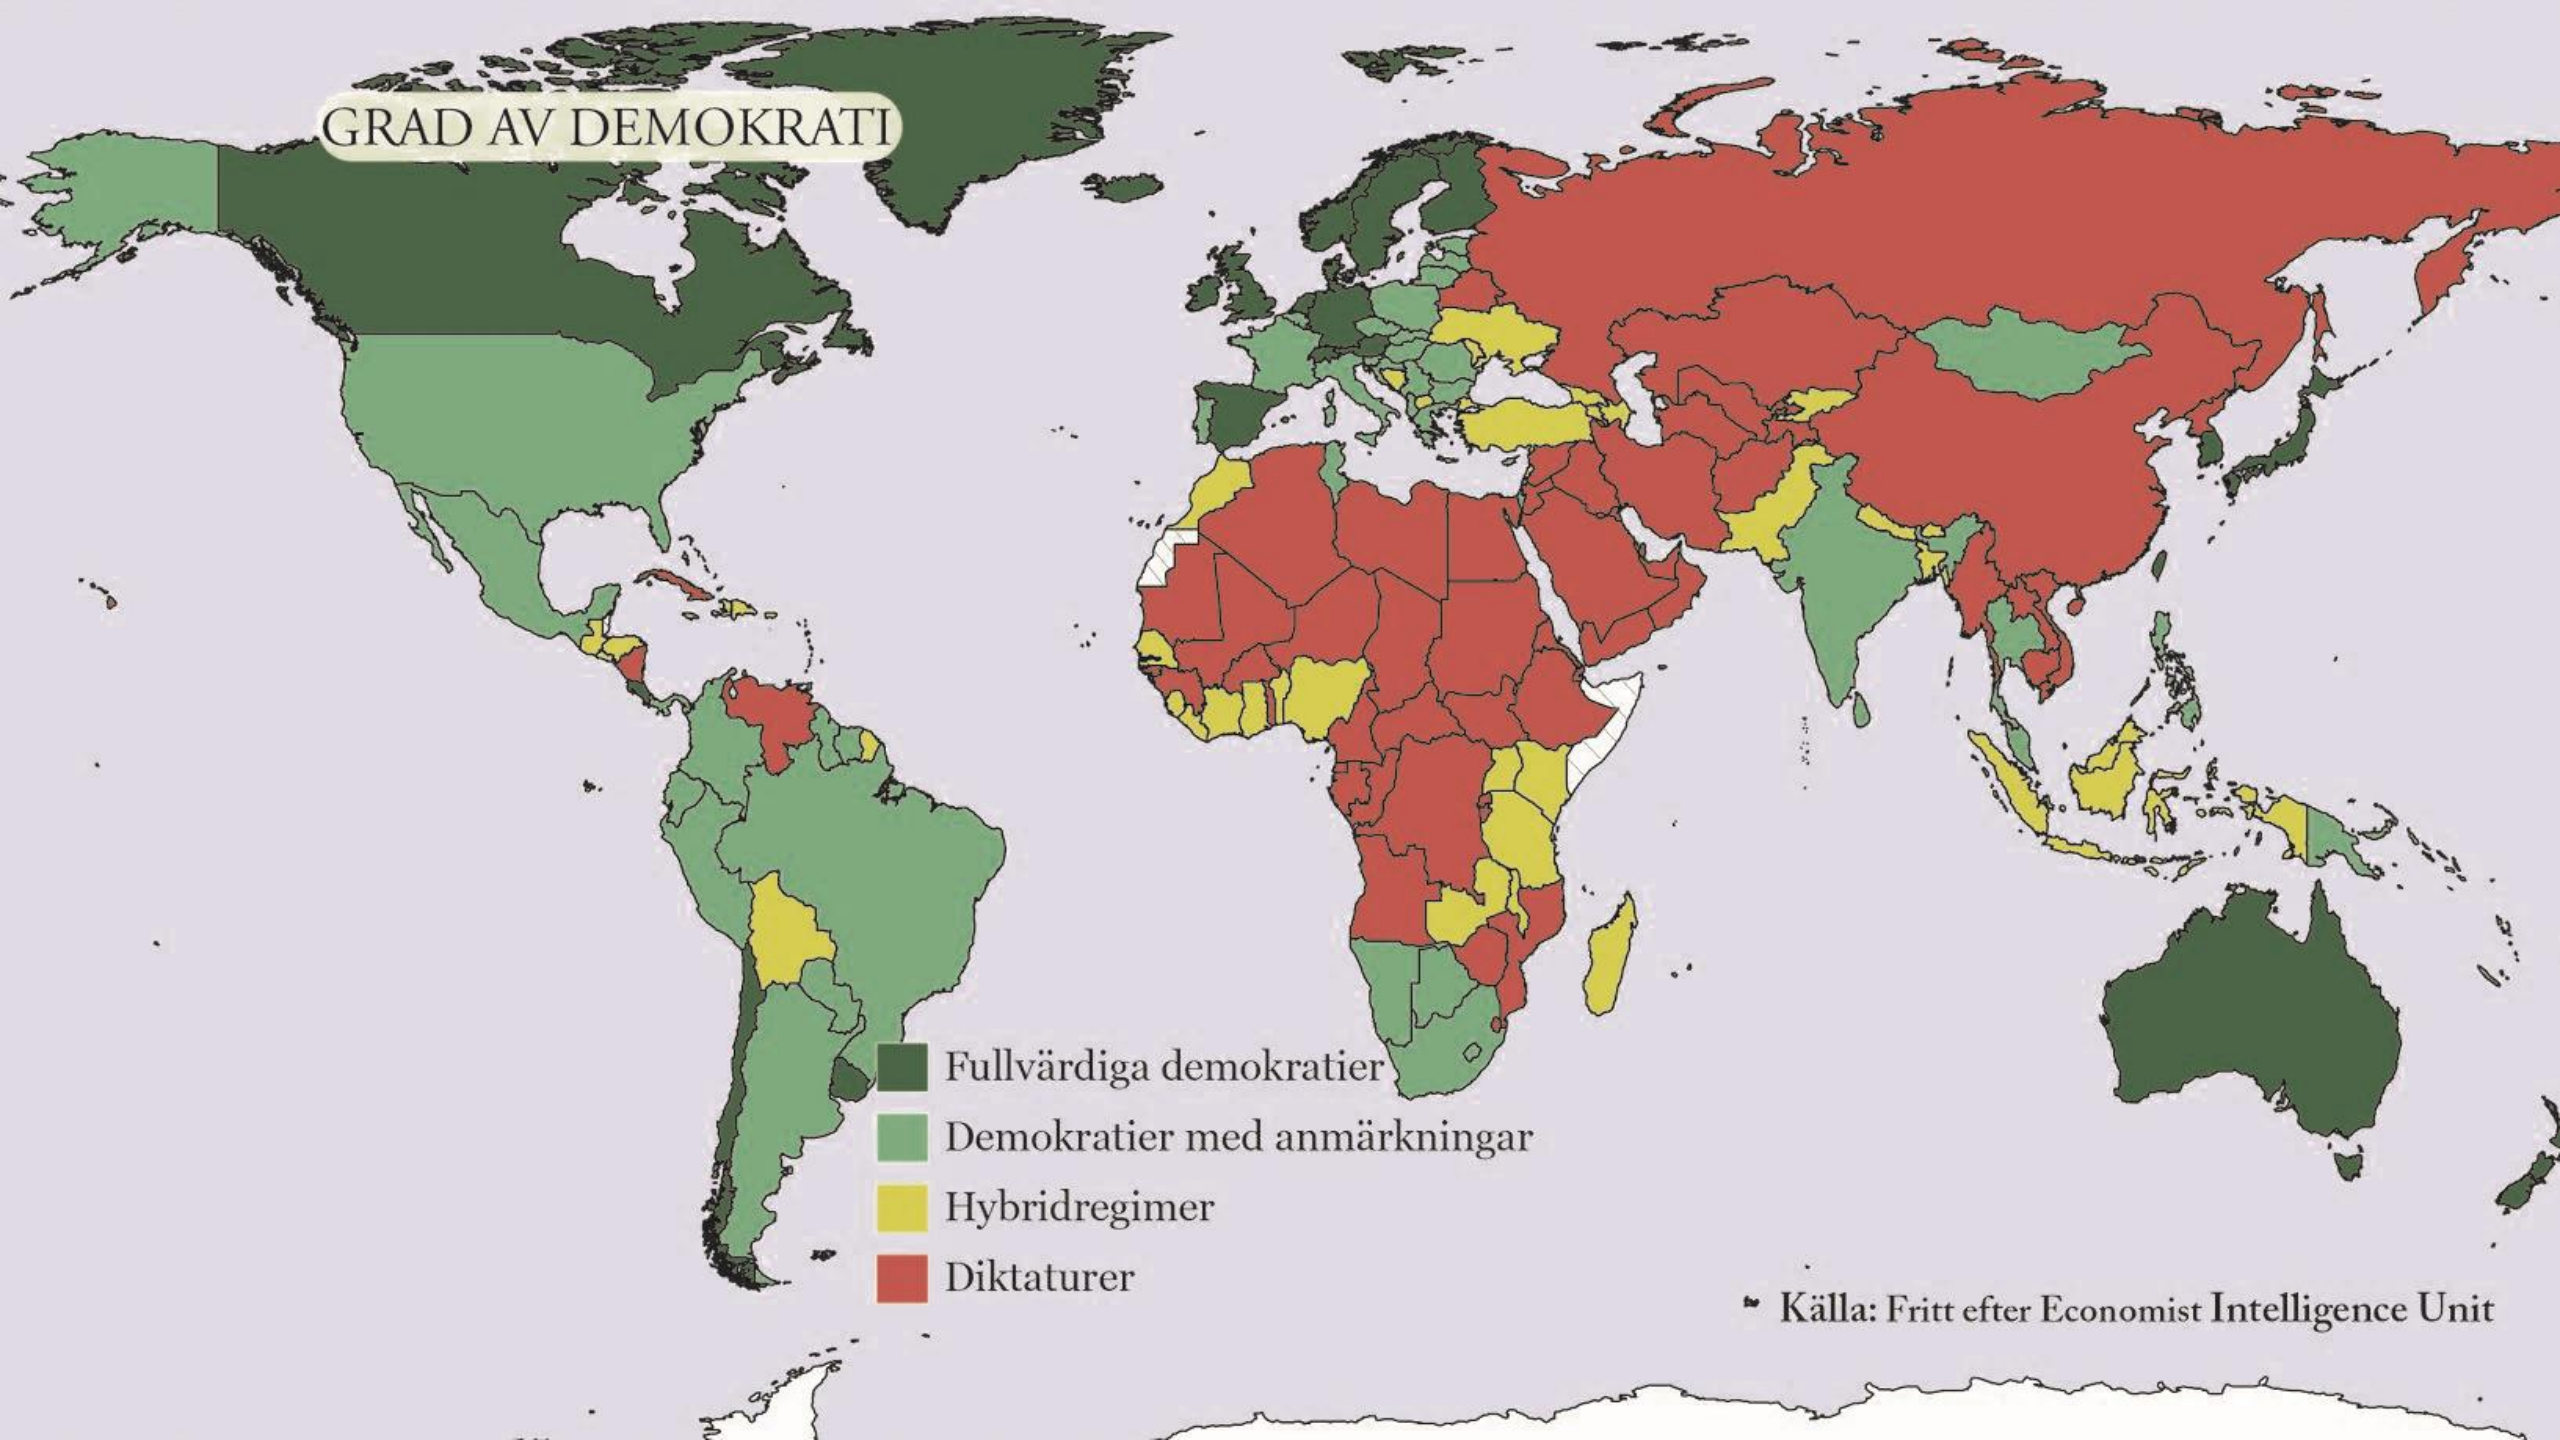 GRAD AV DEMOKRATI
Fullvärdiga demokratier
Demokratier med anmärkningar
Hybridregimer
Diktaturer
Källa: Fritt efter Economist Intelligence Unit